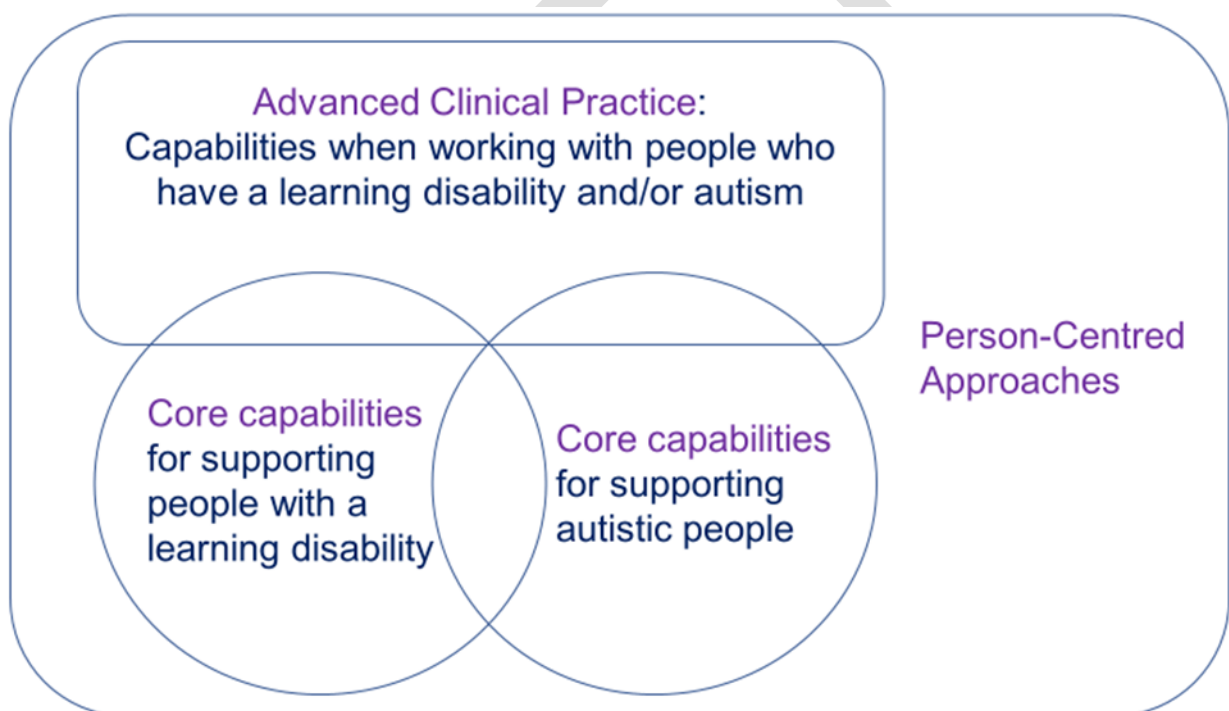 Advanced Clinical Practice:
Capabilities when working with people who
have a learning disability and/or autism
Person-Centred
Approaches
Core capabilities
for supporting
people with a
learning disability
Core capabilities
for supporting
autistic people